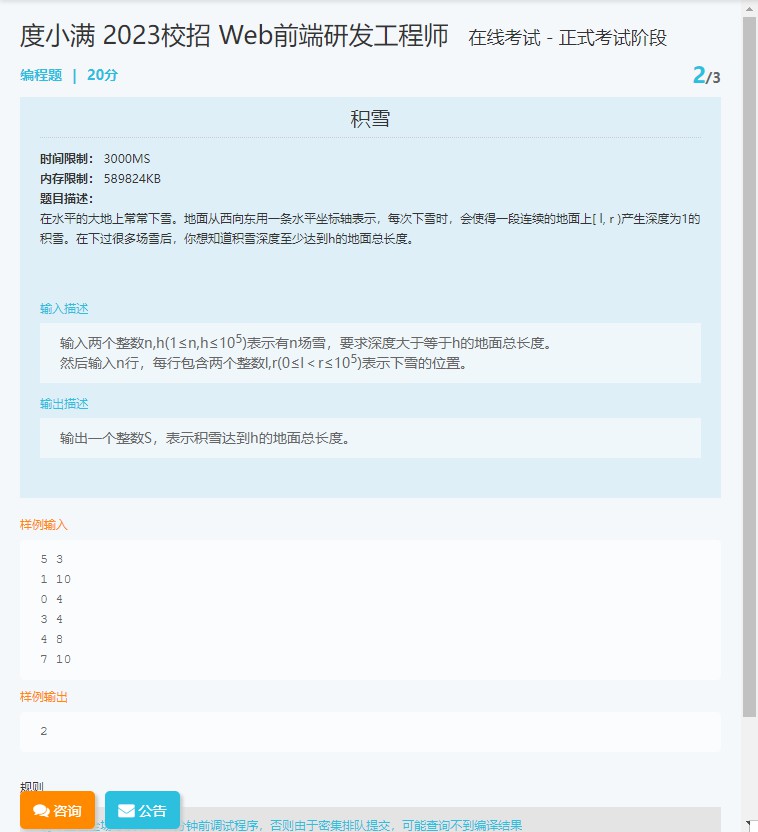 度小满 2023校招 Web前端研发工程师 在线考试 - 正式考试阶段
编程题 | 20分 2/3
积雪
时间限制： 3000MS
内存限制： 589824KB
题目描述：
在水平的大地上常常下雪。地面从西向东用一条水平坐标轴表示，每次下雪时，会使得一段连续的地面上[ l, r )产生深度为1的
积雪。在下过很多场雪后，你想知道积雪深度至少达到h的地面总长度。
输入描述
输入两个整数n,h(1≤n,h≤10⁵)表示有n场雪，要求深度大于等于h的地面总长度。
然后输入n行，每行包含两个整数l,r(0≤l < r≤10⁵)表示下雪的位置。
输出描述
输出一个整数S，表示积雪达到h的地面总长度。
样例输入
5 3
1 10
0 4
3 4
4 8
7 10
样例输出
2
规则
咨询 公告
钟前调试程序，否则由于密集排队提交，可能查询不到编译结果